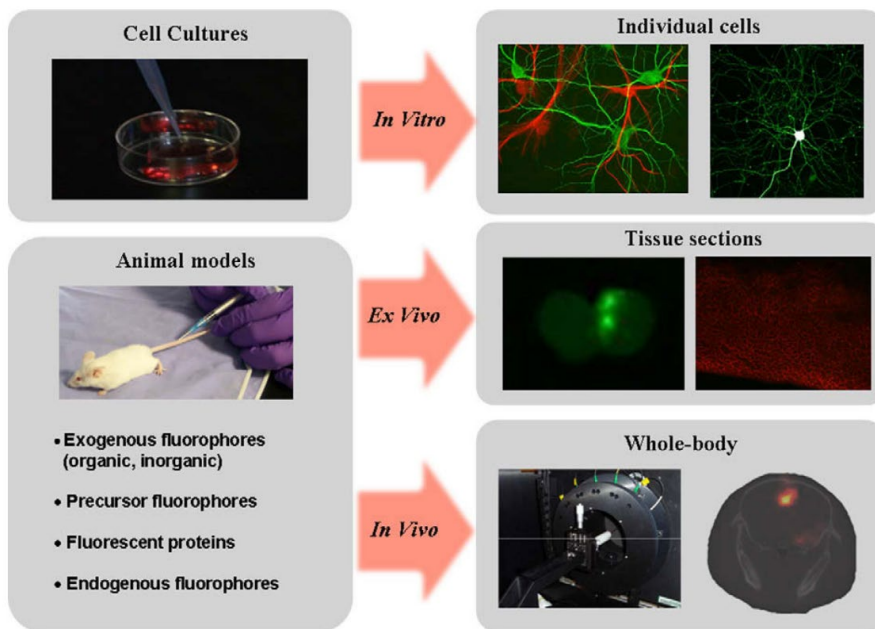 Cell Cultures
In Vitro
Individual cells
Animal models
Ex Vivo
Tissue sections
• Exogenous fluorophores
(organic, inorganic)
• Precursor fluorophores
• Fluorescent proteins
• Endogenous fluorophores
In Vivo
Whole-body